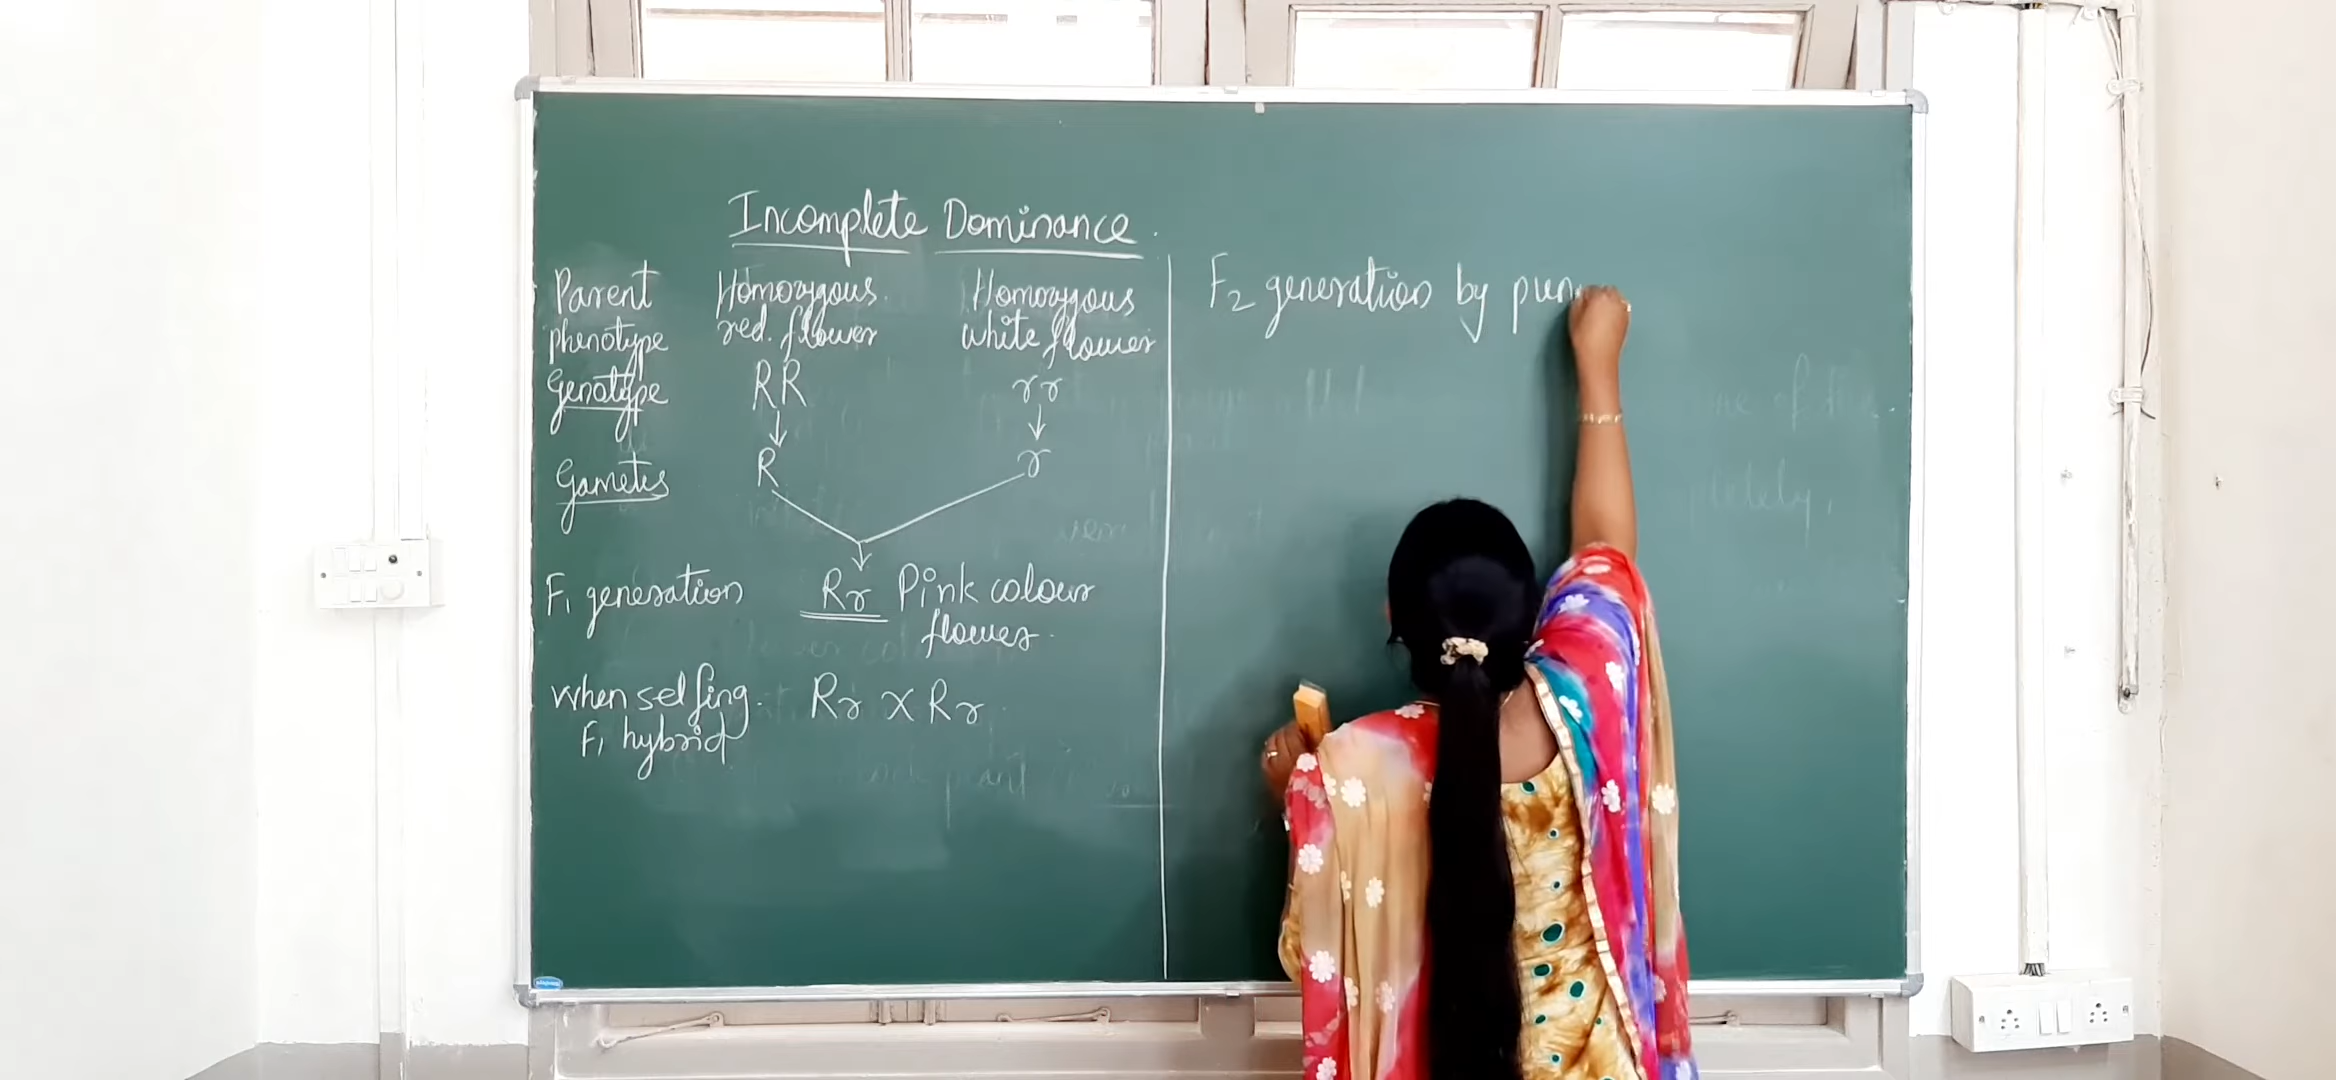 Incomplete Dominance.
Parent Homozygous. Homozygous
phenotype red. flower white flower
Genotype RR rr
Gametes R r
F1 generation Rr Pink colour
flower.
when selfing. Rr X Rr
F1 hybrid
F2 generation by pun